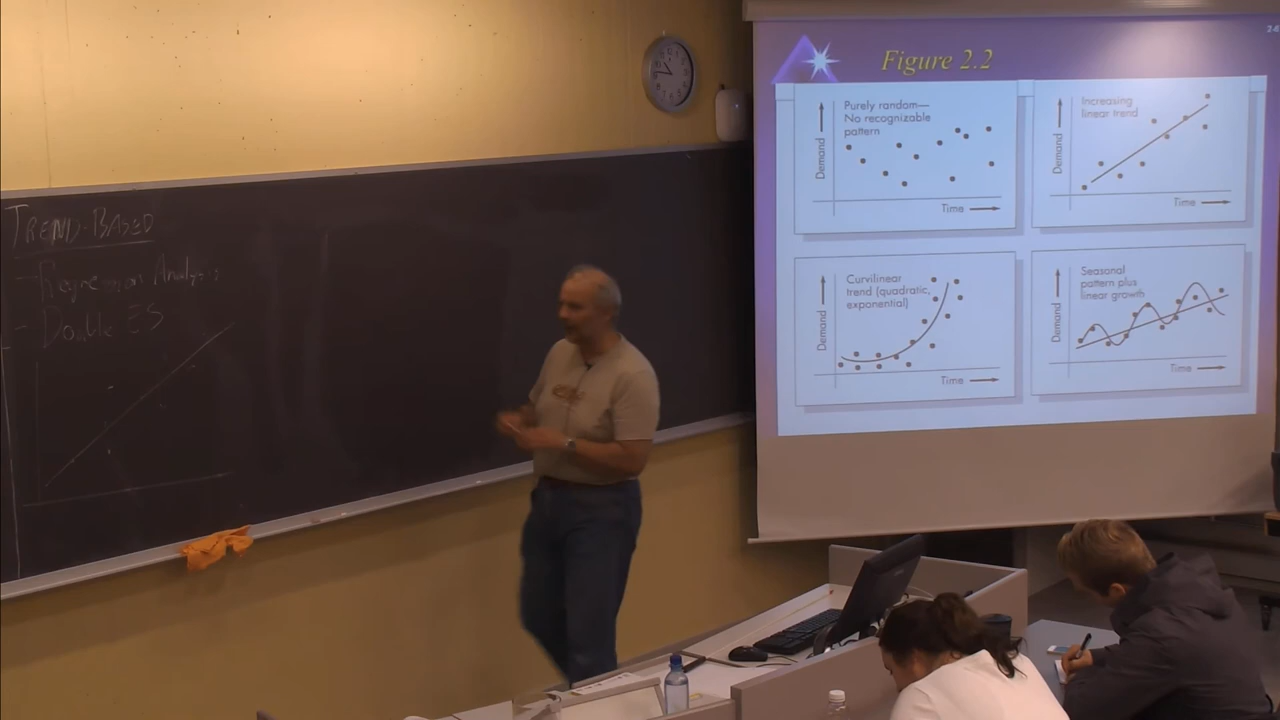 TREND-BASED
- Regression Analysis
- Double ES
Figure 2.2
Purely random—
No recognizable
pattern
Demand
Time
Increasing
linear trend
Demand
Time
Curvilinear
trend (quadratic,
exponential)
Demand
Time
Seasonal
pattern plus
linear growth
Demand
Time